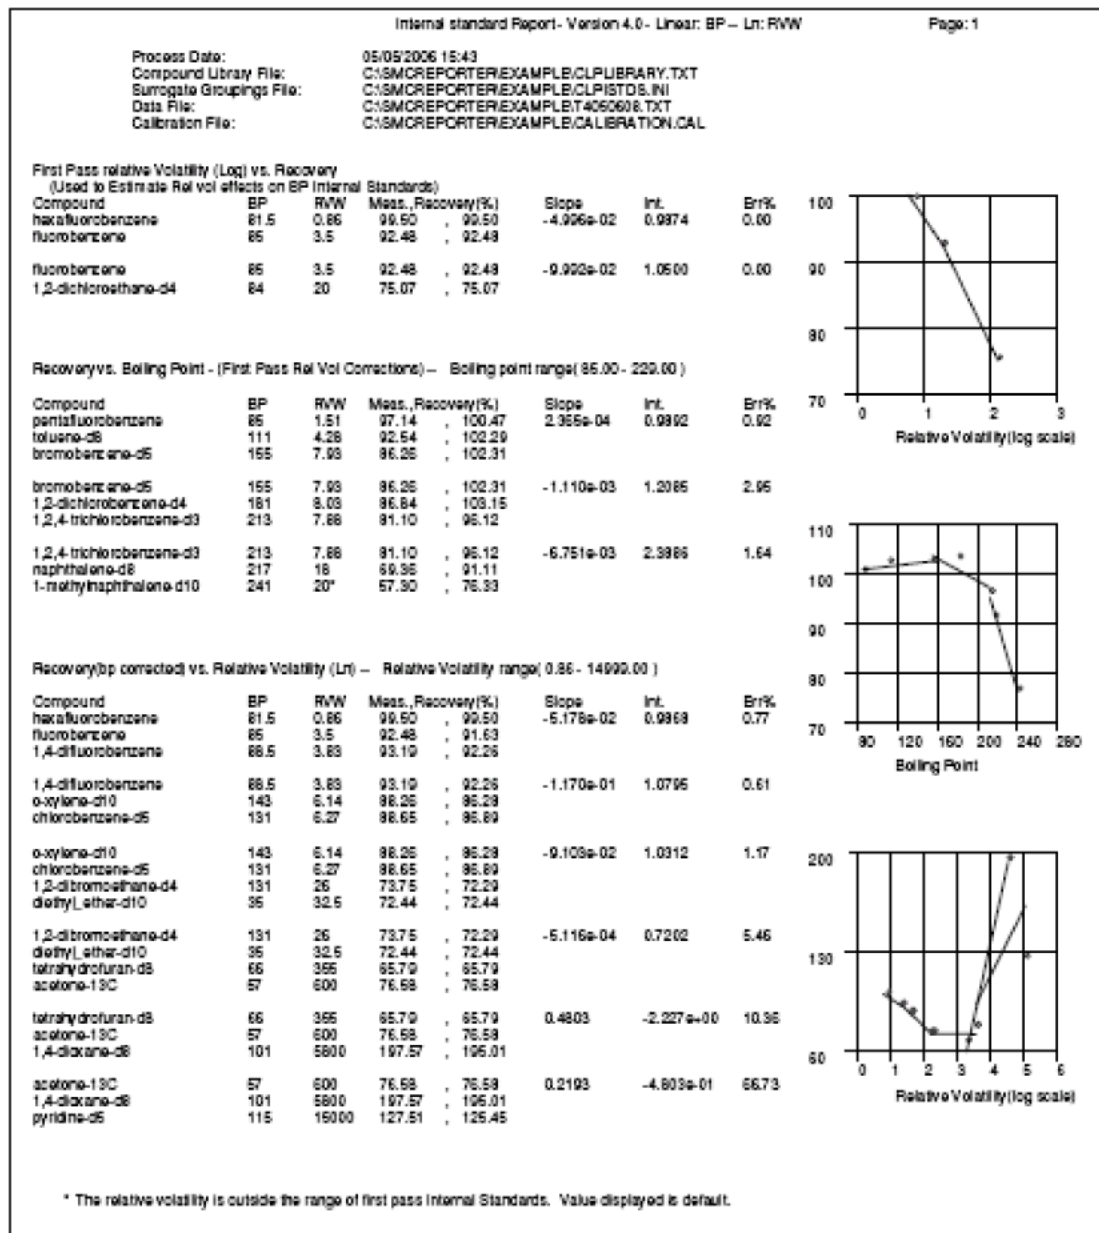 Internal standard Report - Version 4.0 - Linear: BP -- Ln: RVW Page: 1
Process Date: 05/05/2006 15:43
Compound Library File: C:\SMCREPORTER\EXAMPLE\CLPLIBRARY.TXT
Surrogate Groupings File: C:\SMCREPORTER\EXAMPLE\CLPISTDS.INI
Data File: C:\SMCREPORTER\EXAMPLE\T4050608.TXT
Calibration File: C:\SMCREPORTER\EXAMPLE\CALIBRATION.CAL
First Pass relative Volatility (Log) vs. Recovery
(Used to Estimate Rel vol effects on BP Internal Standards)
Compound BP RVW Meas.,Recovery(%) Slope Int. Err%
hexafluorobenzene 81.5 0.86 99.50 , 99.50 -4.996e-02 0.9874 0.00
fluorobenzene 85 3.5 92.48 , 92.48
fluorobenzene 85 3.5 92.48 , 92.48 -9.992e-02 1.0500 0.00
1,2-dichloroethane-d4 84 20 75.07 , 75.07
100
90
80
70
0 1 2 3
Relative Volatility(log scale)
Recovery vs. Boiling Point - (First Pass Rel Vol Corrections) -- Boiling point range( 85.00 - 229.00 )
Compound BP RVW Meas.,Recovery(%) Slope Int. Err%
pentafluorobenzene 85 1.51 97.14 , 100.47 2.365e-04 0.9892 0.92
toluene-d8 111 4.28 92.54 , 102.29
bromobenzene-d5 155 7.93 86.26 , 102.31
bromobenzene-d5 155 7.93 86.26 , 102.31 -1.110e-03 1.2085 2.95
1,2-dichlorobenzene-d4 181 8.03 86.84 , 103.15
1,2,4-trichlorobenzene-d3 213 7.88 81.10 , 96.12
1,2,4-trichlorobenzene-d3 213 7.88 81.10 , 96.12 -6.751e-03 2.3886 1.64
naphthalene-d8 217 18 69.36 , 91.11
1-methylnaphthalene-d10 241 20* 57.30 , 76.33
110
100
90
80
70
80 120 160 200 240 280
Boiling Point
Recovery(bp corrected) vs. Relative Volatility (Ln) -- Relative Volatility range( 0.86 - 14999.00 )
Compound BP RVW Meas.,Recovery(%) Slope Int. Err%
hexafluorobenzene 81.5 0.86 99.50 , 99.50 -5.178e-02 0.9868 0.77
fluorobenzene 85 3.5 92.48 , 91.63
1,4-difluorobenzene 88.5 3.83 93.19 , 92.26
1,4-difluorobenzene 88.5 3.83 93.19 , 92.26 -1.170e-01 1.0795 0.61
o-xylene-d10 143 6.14 88.26 , 86.28
chlorobenzene-d5 131 6.27 88.65 , 86.89
o-xylene-d10 143 6.14 88.26 , 86.28 -9.103e-02 1.0312 1.17
chlorobenzene-d5 131 6.27 88.65 , 86.89
1,2-dibromoethane-d4 131 26 73.75 , 72.29
diethyl_ether-d10 35 32.5 72.44 , 72.44
1,2-dibromoethane-d4 131 26 73.75 , 72.29 -5.116e-04 0.7202 5.46
diethyl_ether-d10 35 32.5 72.44 , 72.44
tetrahydrofuran-d8 66 355 65.79 , 65.79
acetone-13C 57 600 76.58 , 76.58
tetrahydrofuran-d8 66 355 65.79 , 65.79 0.4803 -2.227e+00 10.36
acetone-13C 57 600 76.58 , 76.58
1,4-dioxane-d8 101 5800 197.57 , 195.01
acetone-13C 57 600 76.58 , 76.58 0.2193 -4.803e-01 66.73
1,4-dioxane-d8 101 5800 197.57 , 195.01
pyridine-d5 115 15000 127.51 , 125.45
200
130
60
0 1 2 3 4 5 6
Relative Volatility(log scale)
* The relative volatility is outside the range of first pass Internal Standards. Value displayed is default.